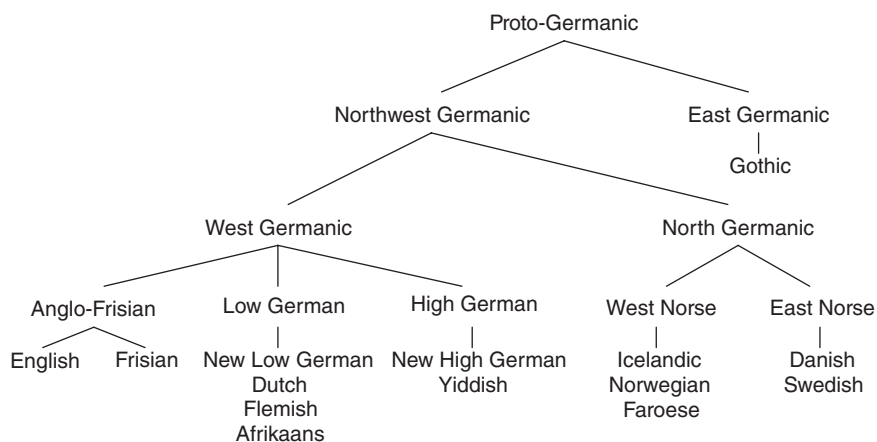 Proto-Germanic
Northwest Germanic East Germanic
Gothic
West Germanic North Germanic
Anglo-Frisian Low German High German West Norse East Norse
English Frisian New Low German New High German Icelandic Danish
Dutch Yiddish Norwegian Swedish
Flemish Faroese
Afrikaans